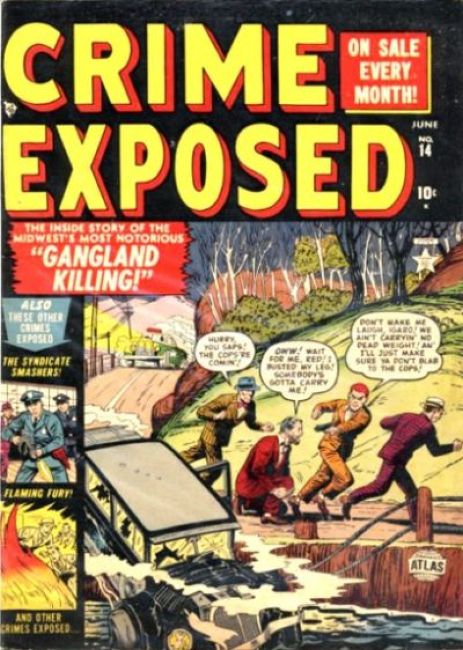 CRIME
EXPOSED
ON SALE
EVERY
MONTH!
JUNE
NO.
14
10¢
THE INSIDE STORY OF THE
MIDWEST'S MOST NOTORIOUS
"GANGLAND
KILLING!"
ALSO
THESE OTHER
CRIMES
EXPOSED
THE SYNDICATE
SMASHERS!
FLAMING FURY!
AND OTHER
CRIMES EXPOSED...
HURRY,
YOU SAPS!
THE COPS'RE
COMIN'!
OWW! WAIT
FOR ME, RED! I
BUSTED MY LEG!
SOMEBODY'S
GOTTA CARRY
ME!
DON'T MAKE ME
LAUGH, IGARO! WE
AIN'T CARRYIN' NO
DEAD WEIGHT! AN'
I'LL JUST MAKE
SURE YA DON'T BLAB
TO THE COPS!
ATLAS